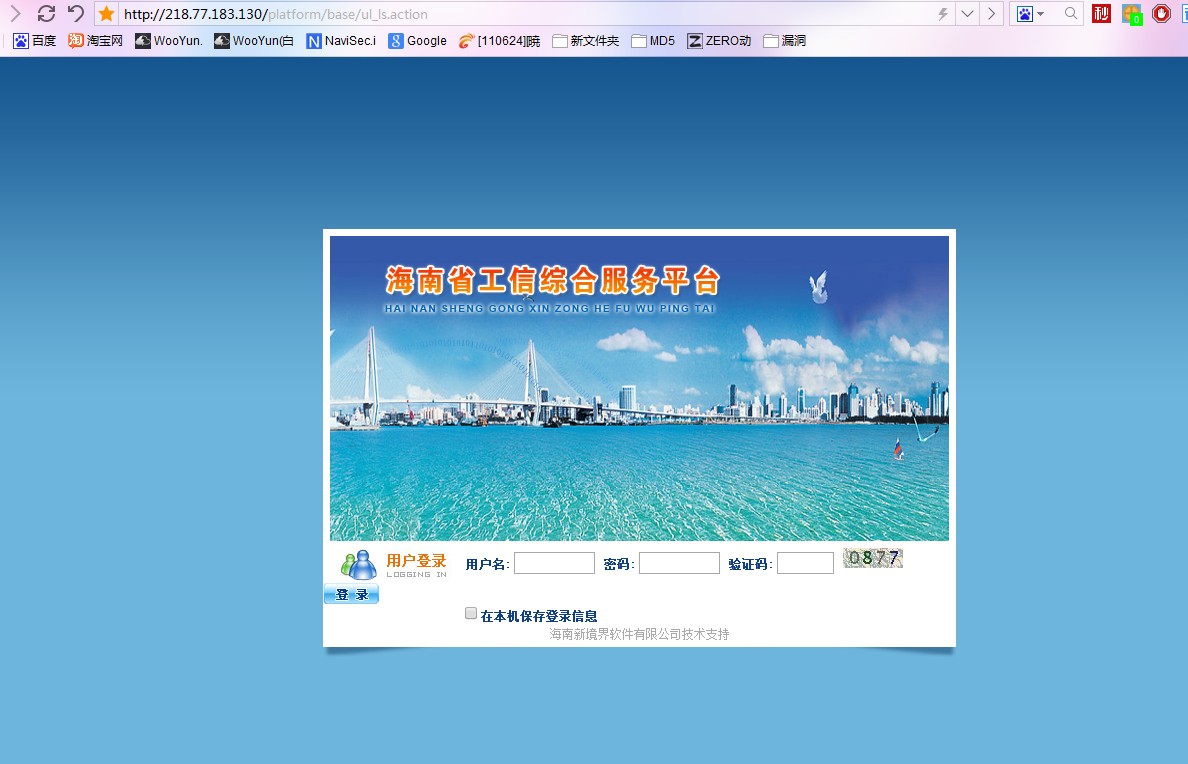 http://218.77.183.130/platform/base/ul_ls.action
秒
0
百度 淘宝网 WooYun. WooYun(白 NaviSec.i Google [110624]晓 新文件夹 MD5 ZERO动 漏洞
海南省工信综合服务平台
HAI NAN SHENG GONG XIN ZONG HE FU WU PING TAI
用户登录 用户名: 密码: 验证码: 0877
LOGGING IN
登 录
在本机保存登录信息
海南新境界软件有限公司技术支持